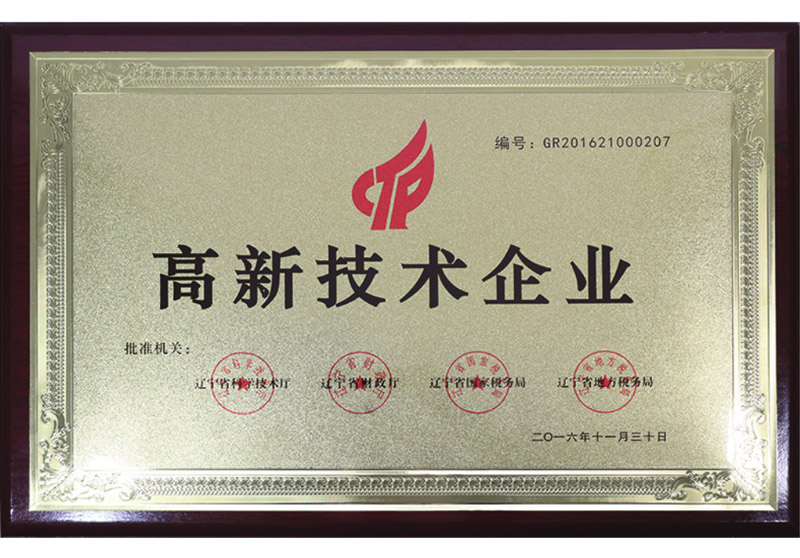 编号：GR201621000207
CTP
高新技术企业
批准机关：
辽宁省科学技术厅 辽宁省财政厅 辽宁省国家税务局 辽宁省地方税务局
二〇一六年十一月三十日